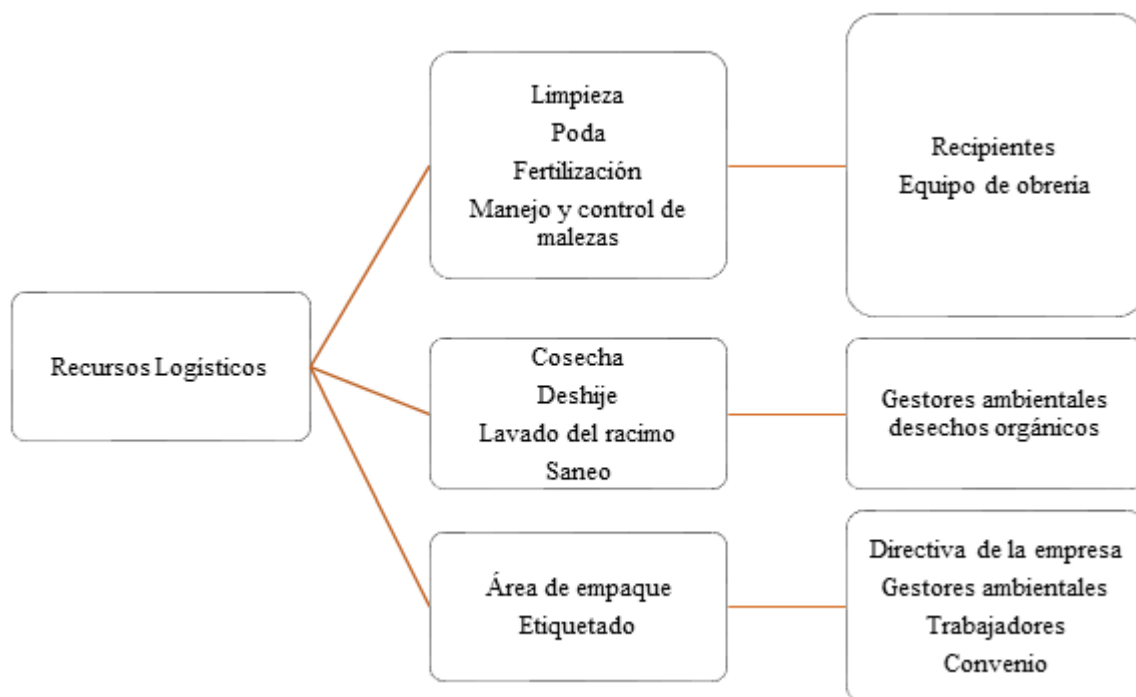 Recursos Logísticos
Limpieza
Poda
Fertilización
Manejo y control de
malezas
Recipientes
Equipo de obrería
Cosecha
Deshije
Lavado del racimo
Saneo
Gestores ambientales
desechos orgánicos
Área de empaque
Etiquetado
Directiva de la empresa
Gestores ambientales
Trabajadores
Convenio